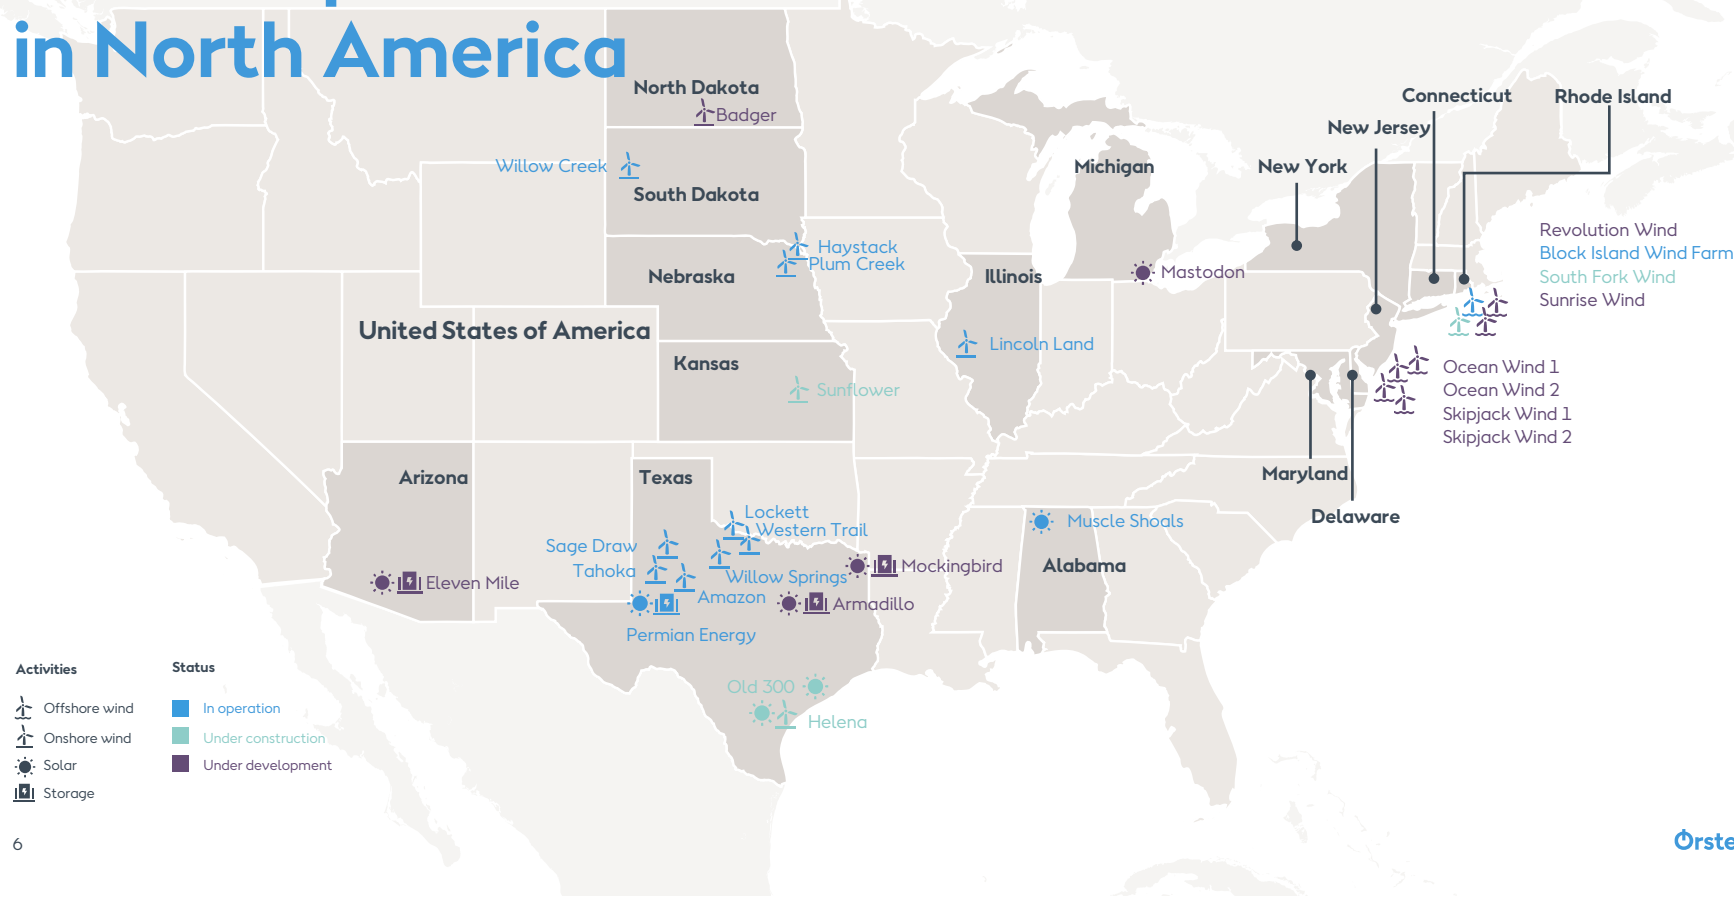 in North America
North Dakota
Badger
Willow Creek
South Dakota
Haystack
Plum Creek
Nebraska
United States of America
Kansas
Sunflower
Michigan
Mastodon
Illinois
Lincoln Land
Connecticut
Rhode Island
New Jersey
New York
Revolution Wind
Block Island Wind Farm
South Fork Wind
Sunrise Wind
Ocean Wind 1
Ocean Wind 2
Skipjack Wind 1
Skipjack Wind 2
Maryland
Delaware
Arizona
Eleven Mile
Texas
Lockett
Western Trail
Sage Draw
Tahoka
Willow Springs
Amazon
Permian Energy
Mockingbird
Armadillo
Old 300
Helena
Muscle Shoals
Alabama
Activities
Offshore wind
Onshore wind
Solar
Storage
Status
In operation
Under construction
Under development
6
Ørste